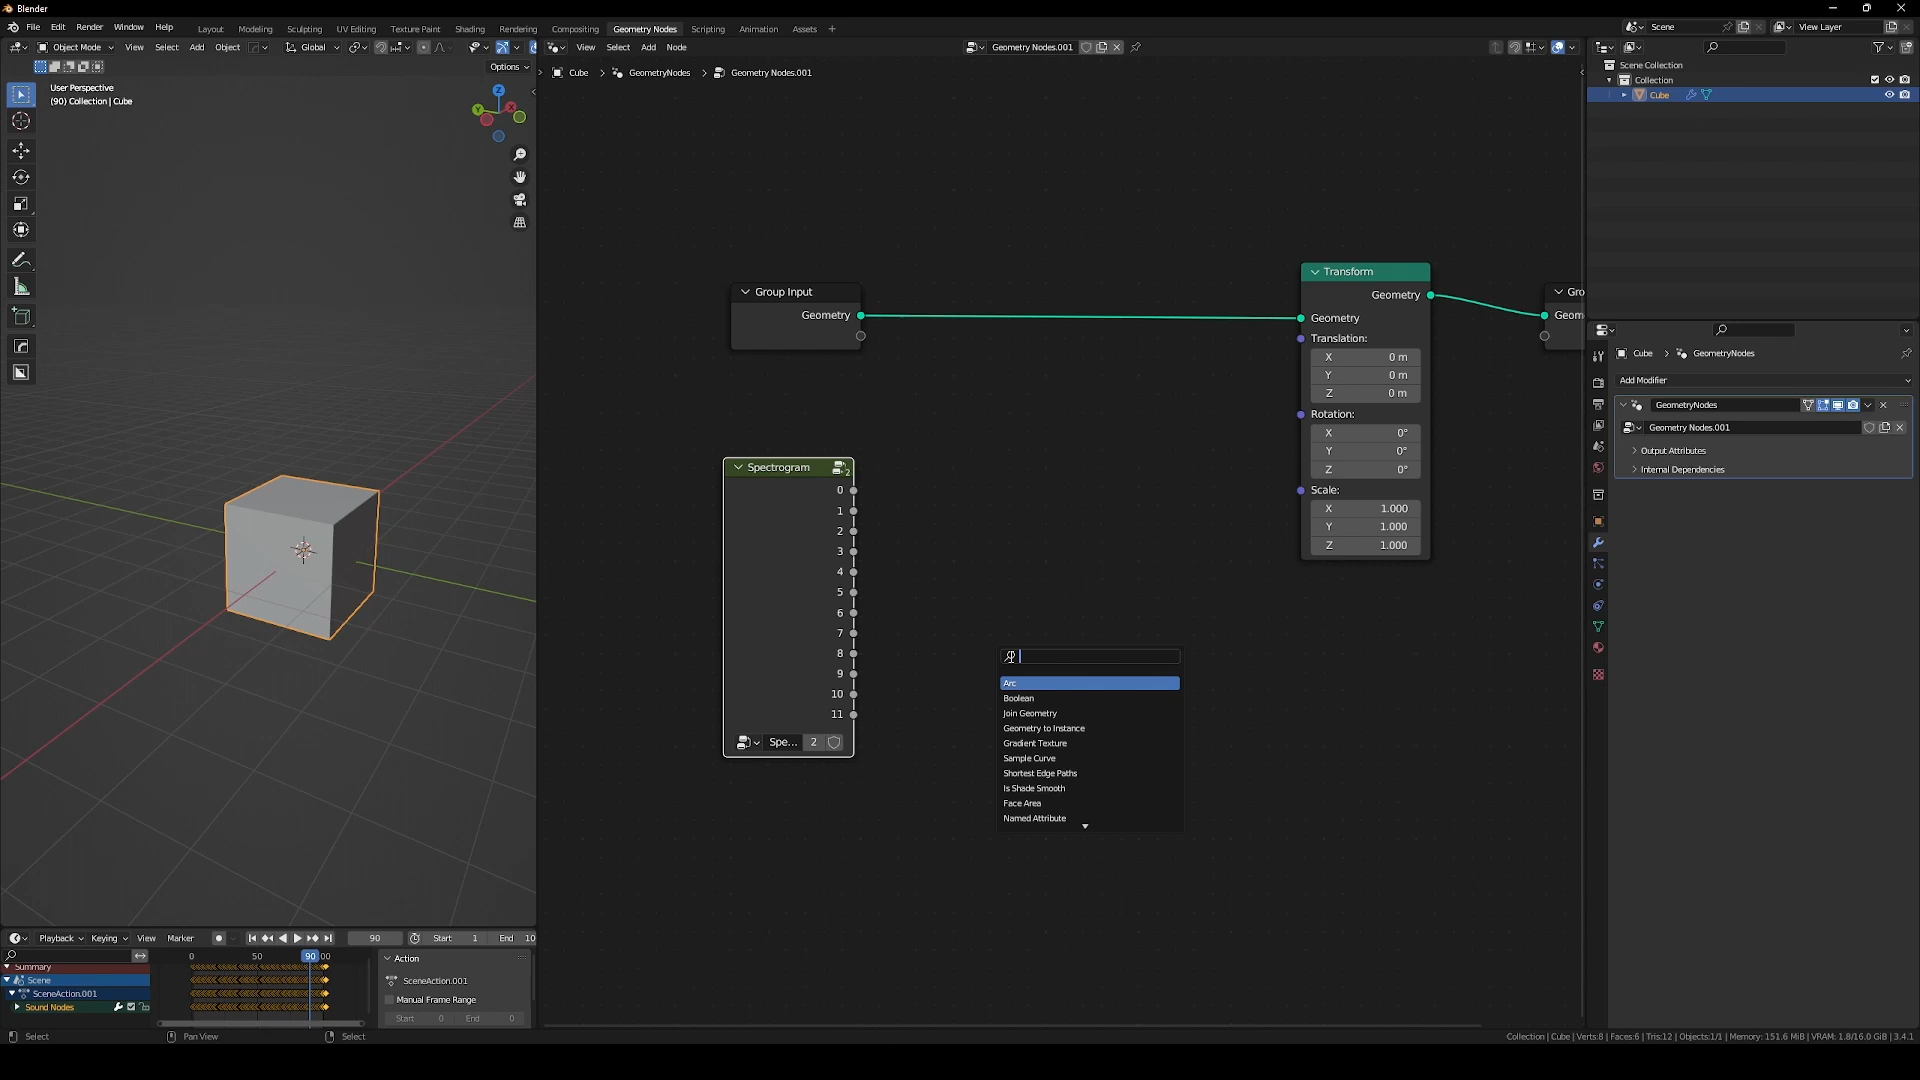 Blender
File Edit Render Window Help Layout Modeling Sculpting UV Editing Texture Paint Shading Rendering Compositing Geometry Nodes Scripting Animation Assets +
Scene View Layer
Object Mode View Select Add Object Global
View Select Add Node Geometry Nodes.001
Options
Cube GeometryNodes Geometry Nodes.001
User Perspective
(90) Collection | Cube
Z
Y X
Scene Collection
Collection
Cube
Group Input
Geometry
Transform
Geometry
Geometry
Translation:
X 0 m
Y 0 m
Z 0 m
Rotation:
X 0°
Y 0°
Z 0°
Scale:
X 1.000
Y 1.000
Z 1.000
Gro
Geom
Spectrogram 2
0
1
2
3
4
5
6
7
8
9
10
11
Spe... 2
Arc
Boolean
Join Geometry
Geometry to Instance
Gradient Texture
Sample Curve
Shortest Edge Paths
Is Shade Smooth
Face Area
Named Attribute
Cube GeometryNodes
Add Modifier
GeometryNodes
Geometry Nodes.001
Output Attributes
Internal Dependencies
Playback Keying View Marker 90 Start 1 End 10
0 50 90 00
Summary
Scene
SceneAction.001
Sound Nodes
Action
SceneAction.001
Manual Frame Range
Start 0 End 0
Select Pan View Select
Collection | Cube | Verts:8 | Faces:6 | Tris:12 | Objects:1/1 | Memory: 151.6 MiB | VRAM: 1.8/16.0 GiB | 3.4.1